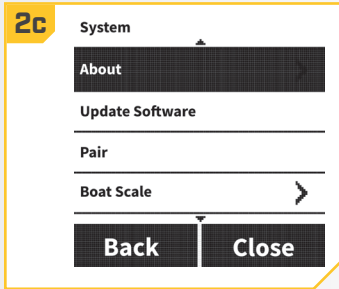 2c
System
About
Update Software
Pair
Boat Scale
Back Close